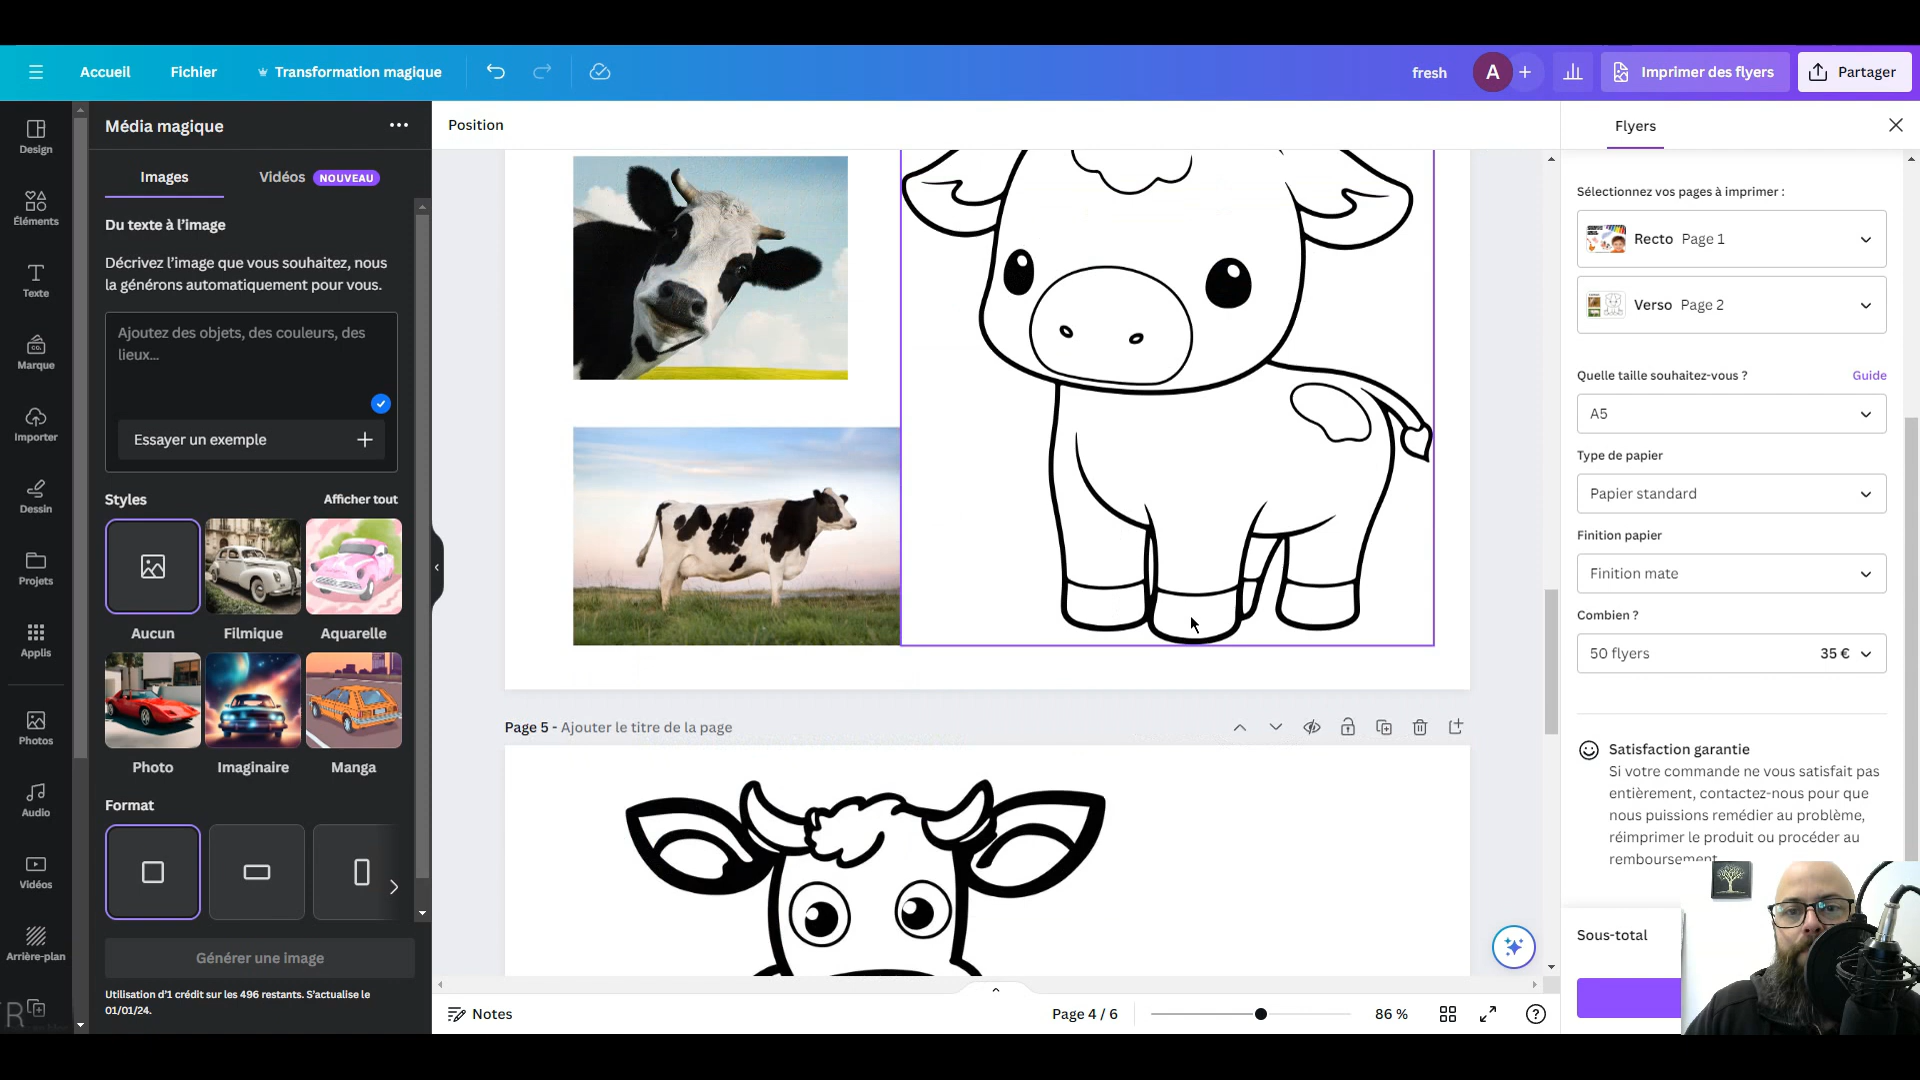 Accueil
Fichier
Transformation magique
fresh
A
Imprimer des flyers
Partager
Design
Éléments
Texte
Marque
Importer
Dessin
Projets
Applis
Photos
Audio
Vidéos
Arrière-plan
Média magique
Images
Vidéos NOUVEAU
Du texte à l'image
Décrivez l'image que vous souhaitez, nous
la générons automatiquement pour vous.
Ajoutez des objets, des couleurs, des
lieux...
Essayer un exemple
Styles
Afficher tout
Aucun
Filmique
Aquarelle
Photo
Imaginaire
Manga
Format
Générer une image
Utilisation d'1 crédit sur les 496 restants. S'actualise le
01/01/24.
Position
Page 5 - Ajouter le titre de la page
Notes
Page 4 / 6
86 %
Flyers
Sélectionnez vos pages à imprimer :
Recto Page 1
Verso Page 2
Quelle taille souhaitez-vous ?
Guide
A5
Type de papier
Papier standard
Finition papier
Finition mate
Combien ?
50 flyers 35 €
Satisfaction garantie
Si votre commande ne vous satisfait pas
entièrement, contactez-nous pour que
nous puissions remédier au problème,
réimprimer le produit ou procéder au
remboursement
Sous-total